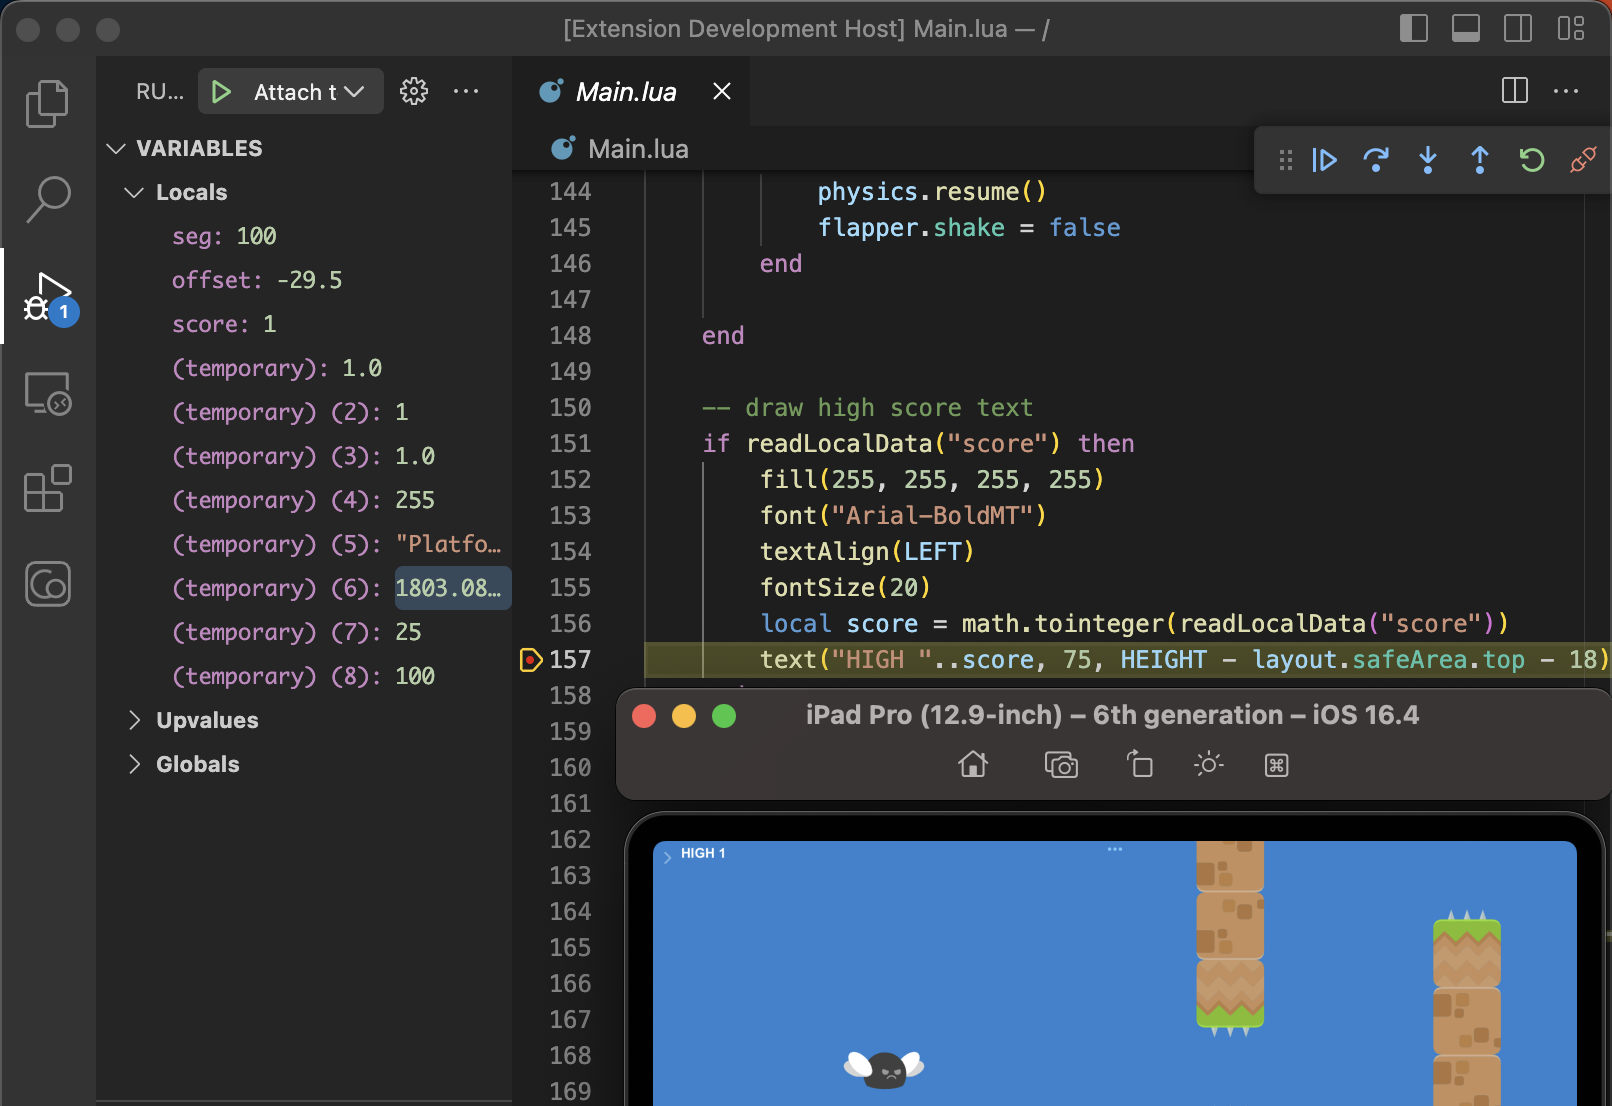 [Extension Development Host] Main.lua — /
RU...
Attach t
Main.lua
VARIABLES
Locals
seg: 100
offset: -29.5
score: 1
(temporary): 1.0
(temporary) (2): 1
(temporary) (3): 1.0
(temporary) (4): 255
(temporary) (5): "Platfo…
(temporary) (6): 1803.08…
(temporary) (7): 25
(temporary) (8): 100
Upvalues
Globals
1
Main.lua
144 physics.resume()
145 flapper.shake = false
146 end
147
148 end
149
150 -- draw high score text
151 if readLocalData("score") then
152 fill(255, 255, 255, 255)
153 font("Arial-BoldMT")
154 textAlign(LEFT)
155 fontSize(20)
156 local score = math.tointeger(readLocalData("score"))
157 text("HIGH "..score, 75, HEIGHT - layout.safeArea.top - 18)
158
159
160
161
162
163
164
165
166
167
168
169
iPad Pro (12.9-inch) – 6th generation – iOS 16.4
HIGH 1